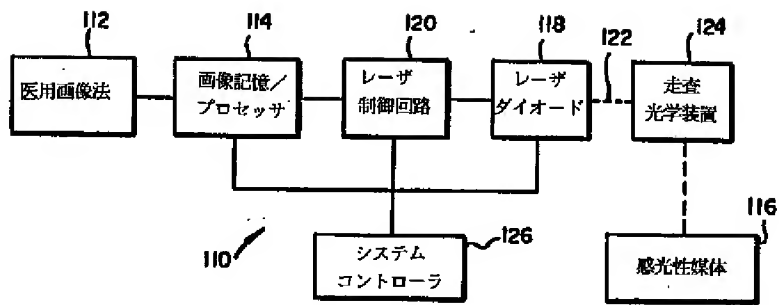 112
114
120
118
124
122
医用画像法
画像記憶/
プロセッサ
レーザ
制御回路
レーザ
ダイオード
走査
光学装置
110
126
116
システム
コントローラ
感光性媒体